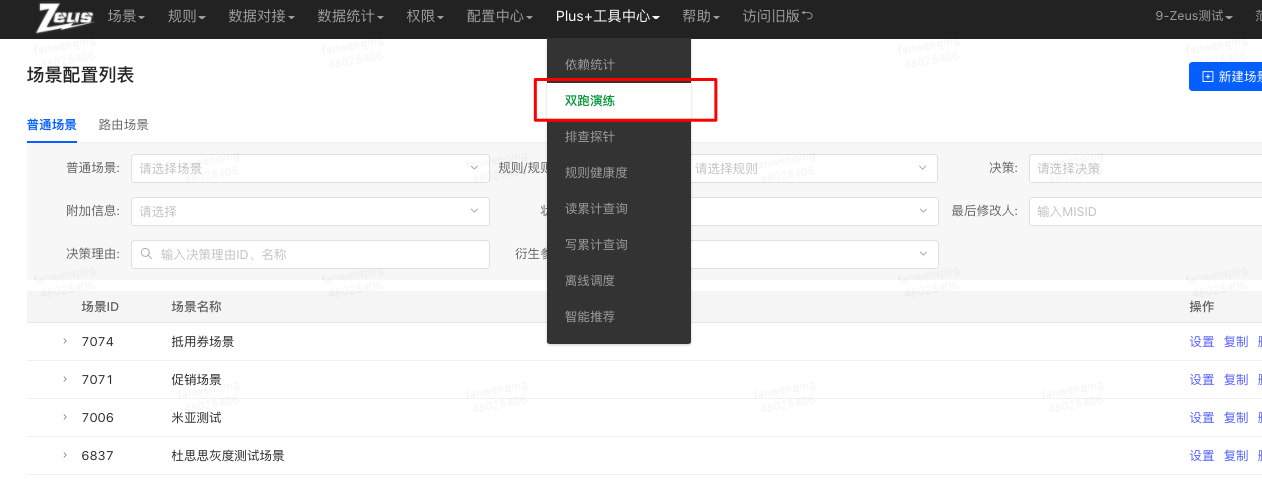 Zeus 场景 规则 数据对接 数据统计 权限 配置中心 Plus+工具中心 帮助 访问旧版 9-Zeus测试
场景配置列表
新建场景
依赖统计
双跑演练
排查探针
规则健康度
读累计查询
写累计查询
离线调度
智能推荐
普通场景 路由场景
普通场景: 请选择场景 规则/规则 请选择规则 决策: 请选择决策
附加信息: 请选择 最后修改人: 输入MISID
决策理由: 输入决策理由ID、名称 衍生参
场景ID 场景名称 操作
7074 抵用券场景 设置 复制
7071 促销场景 设置 复制
7006 米亚测试 设置 复制
6837 杜思思灰度测试场景 设置 复制
fanwenqing
48028406